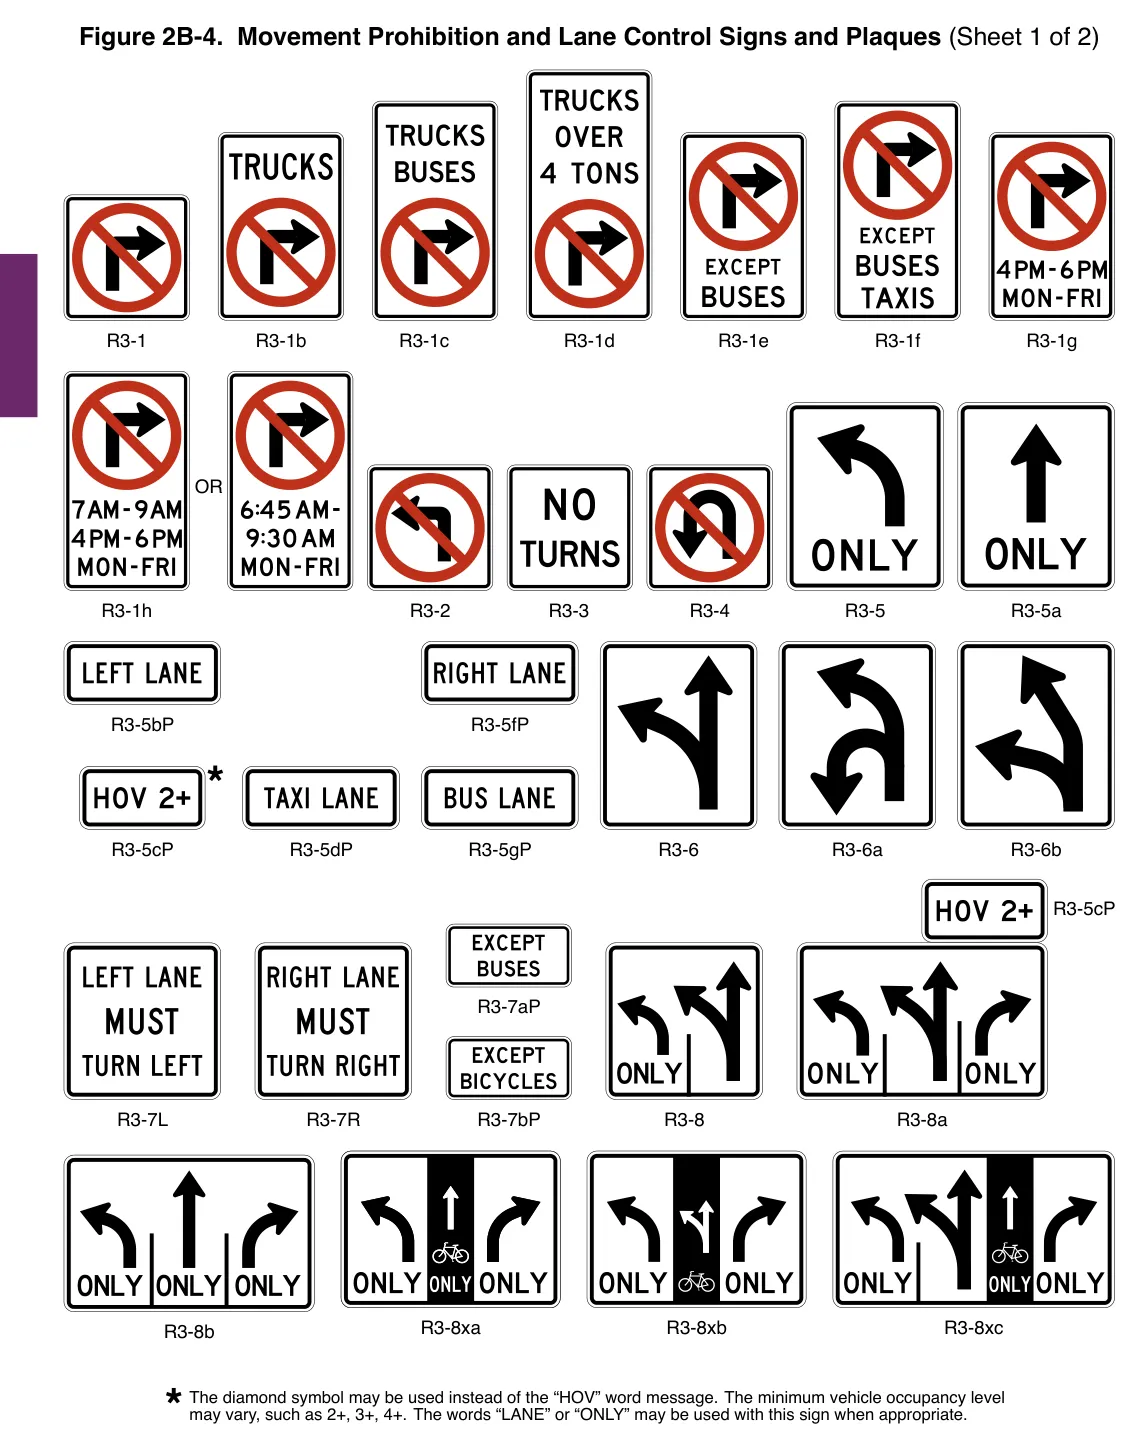 Figure 2B-4. Movement Prohibition and Lane Control Signs and Plaques (Sheet 1 of 2)
TRUCKS
TRUCKS
BUSES
TRUCKS
OVER
4 TONS
EXCEPT
BUSES
EXCEPT
BUSES
TAXIS
4PM-6PM
MON-FRI
R3-1
R3-1b
R3-1c
R3-1d
R3-1e
R3-1f
R3-1g
7AM-9AM
4PM-6PM
MON-FRI
OR
6:45AM-
9:30AM
MON-FRI
NO
TURNS
ONLY
ONLY
R3-1h
R3-2
R3-3
R3-4
R3-5
R3-5a
LEFT LANE
R3-5bP
RIGHT LANE
R3-5fP
HOV 2+
*
R3-5cP
TAXI LANE
R3-5dP
BUS LANE
R3-5gP
R3-6
R3-6a
R3-6b
HOV 2+
R3-5cP
LEFT LANE
MUST
TURN LEFT
R3-7L
RIGHT LANE
MUST
TURN RIGHT
R3-7R
EXCEPT
BUSES
R3-7aP
EXCEPT
BICYCLES
R3-7bP
ONLY
R3-8
ONLY
ONLY
R3-8a
ONLY
ONLY
ONLY
R3-8b
ONLY
ONLY
ONLY
R3-8xa
ONLY
ONLY
R3-8xb
ONLY
ONLY
ONLY
R3-8xc
* The diamond symbol may be used instead of the “HOV” word message. The minimum vehicle occupancy level
may vary, such as 2+, 3+, 4+. The words “LANE” or “ONLY” may be used with this sign when appropriate.